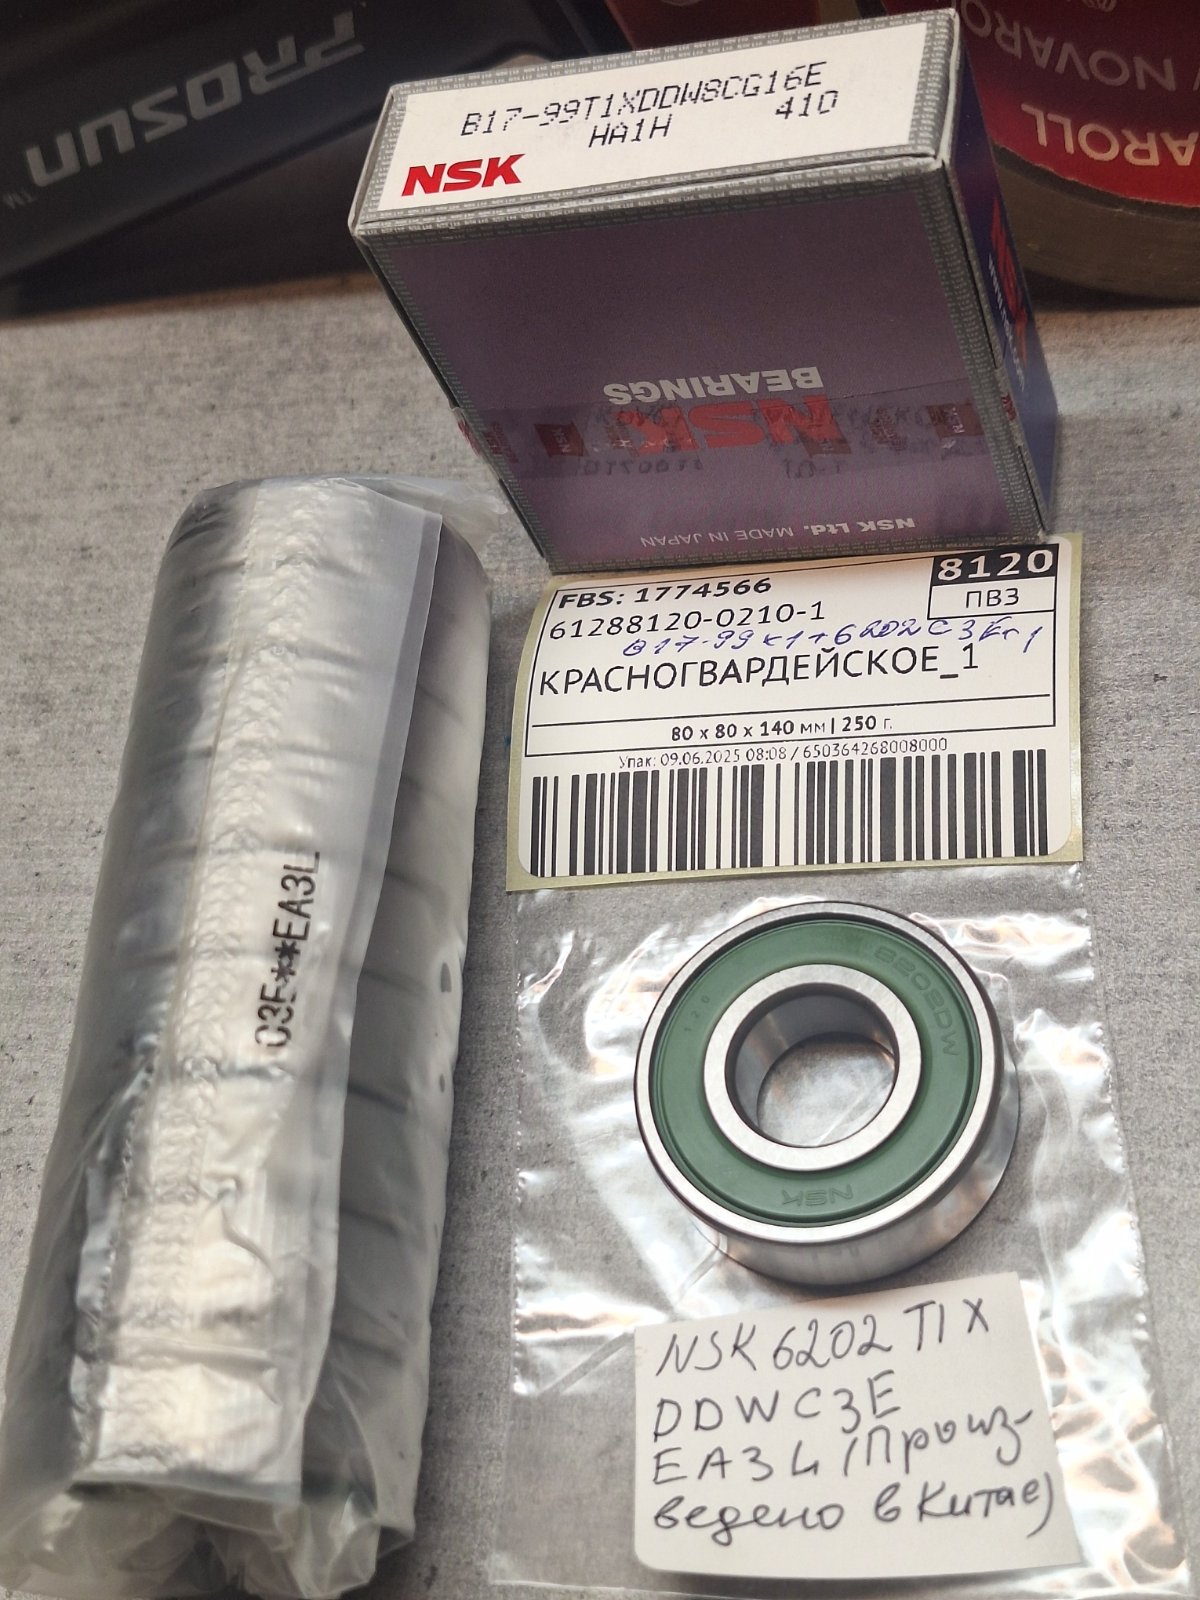 PROSUN
TM
NOVARO
AROLL
B17-99T1XDDW8CG16E
HA1H 410
NSK
BEARINGS
NSK
NSK Ltd. MADE IN JAPAN
FBS: 1774566
61288120-0210-1
8120
ПВЗ
КРАСНОГВАРДЕЙСКОЕ_1
80 x 80 x 140 мм | 250 г.
Упак: 09.06.2025 08:08 / 650364268008000
C3E**EA3L
6202DW
NSK
NSK 6202 T1X
DDWC3E
EA3L (Произ-
ведено в Китае)